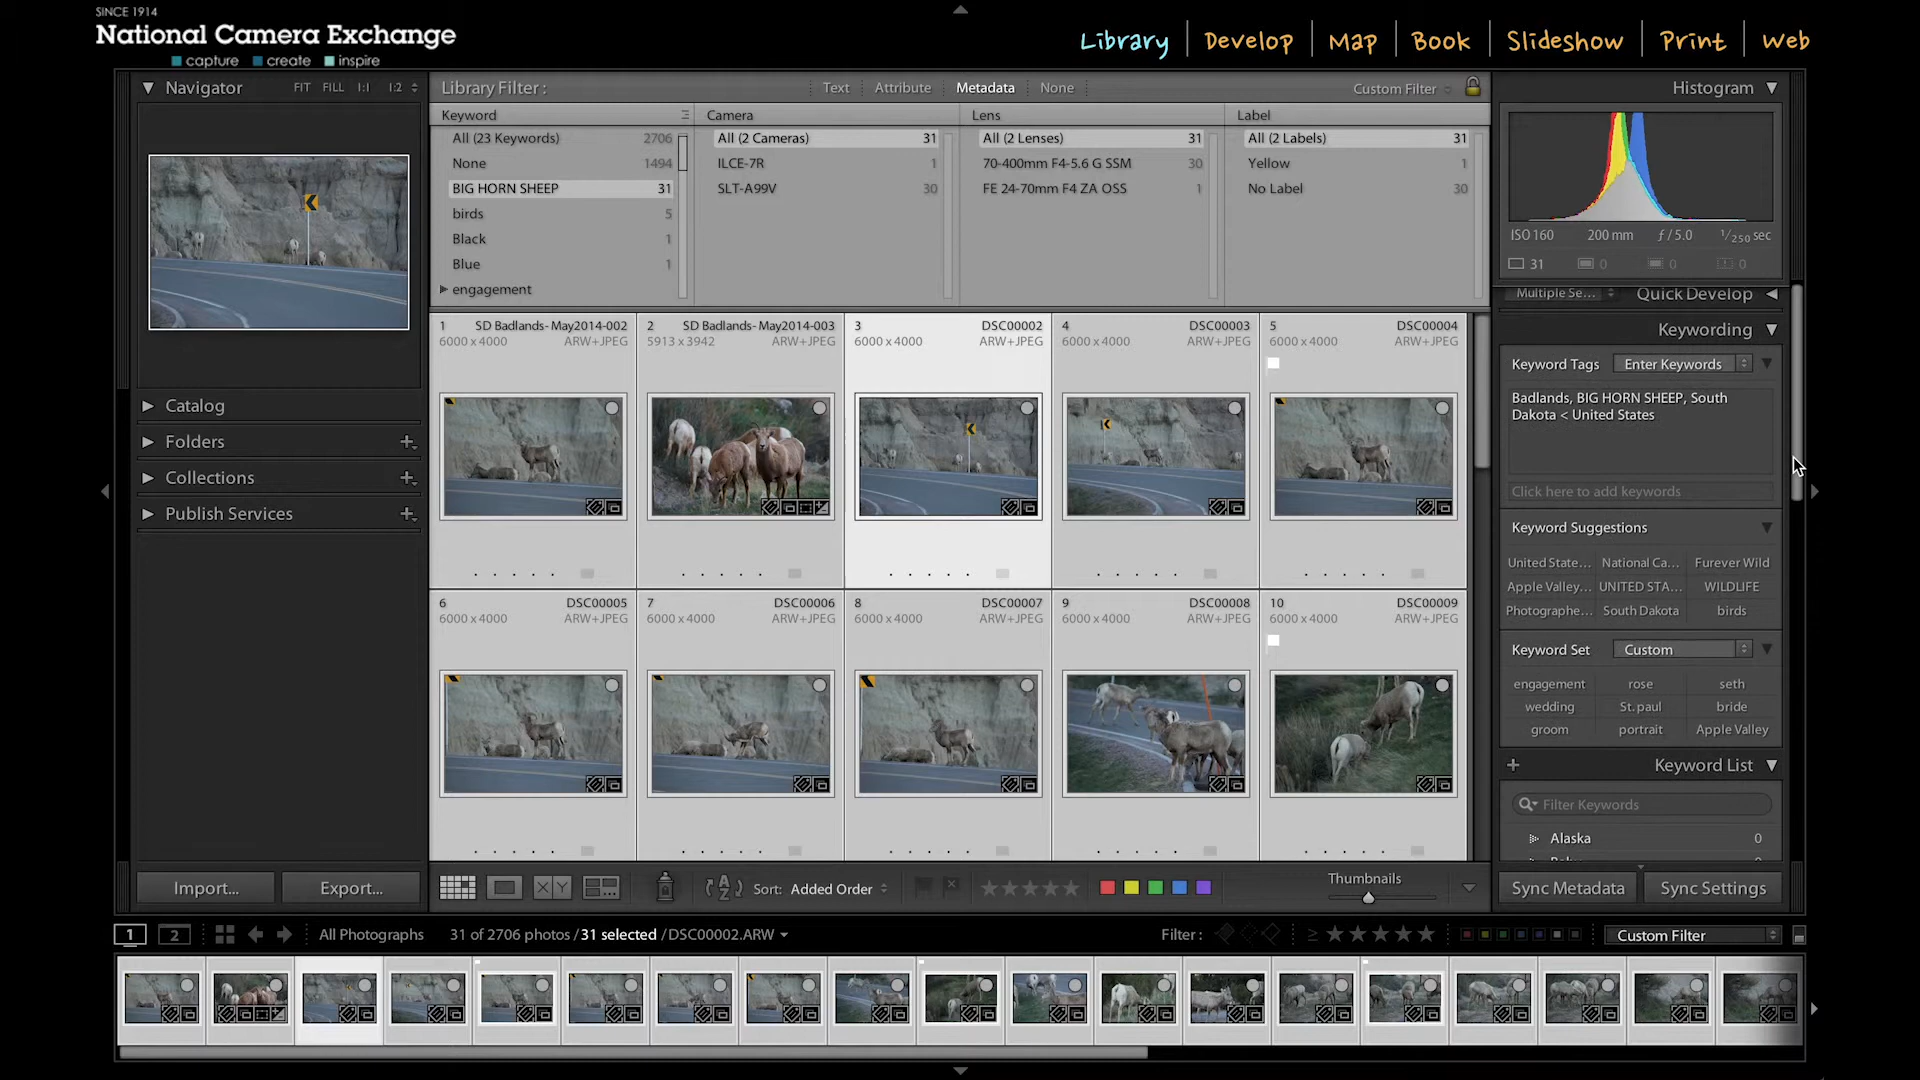 SINCE 1914
National Camera Exchange
capture create inspire
Library Develop Map Book Slideshow Print Web
Navigator FIT FILL 1:1 1:2
Catalog
Folders
Collections
Publish Services
Import... Export...
Library Filter : Text Attribute Metadata None Custom Filter
Keyword Camera Lens Label
All (23 Keywords) 2706 All (2 Cameras) 31 All (2 Lenses) 31 All (2 Labels) 31
None 1494 ILCE-7R 1 70-400mm F4-5.6 G SSM 30 Yellow 1
BIG HORN SHEEP 31 SLT-A99V 30 FE 24-70mm F4 ZA OSS 1 No Label 30
birds 5
Black 1
Blue 1
engagement
1 SD Badlands- May2014-002 2 SD Badlands- May2014-003 3 DSC00002 4 DSC00003 5 DSC00004
6000 x 4000 ARW+JPEG 5913 x 3942 ARW+JPEG 6000 x 4000 ARW+JPEG 6000 x 4000 ARW+JPEG 6000 x 4000 ARW+JPEG
6 DSC00005 7 DSC00006 8 DSC00007 9 DSC00008 10 DSC00009
6000 x 4000 ARW+JPEG 6000 x 4000 ARW+JPEG 6000 x 4000 ARW+JPEG 6000 x 4000 ARW+JPEG 6000 x 4000 ARW+JPEG
X Y A Z Sort: Added Order Thumbnails
Histogram
ISO 160 200 mm ƒ / 5.0 1/250 sec
31 0 0 0
Multiple Se... Quick Develop
Keywording
Keyword Tags Enter Keywords
Badlands, BIG HORN SHEEP, South
Dakota < United States
Click here to add keywords
Keyword Suggestions
United State... National Ca... Furever Wild
Apple Valley... UNITED STA... WILDLIFE
Photographe... South Dakota birds
Keyword Set Custom
engagement rose seth
wedding St. paul bride
groom portrait Apple Valley
+ Keyword List
Filter Keywords
Alaska 0
Sync Metadata Sync Settings
1 2 All Photographs 31 of 2706 photos / 31 selected / DSC00002.ARW Filter : ≥ Custom Filter